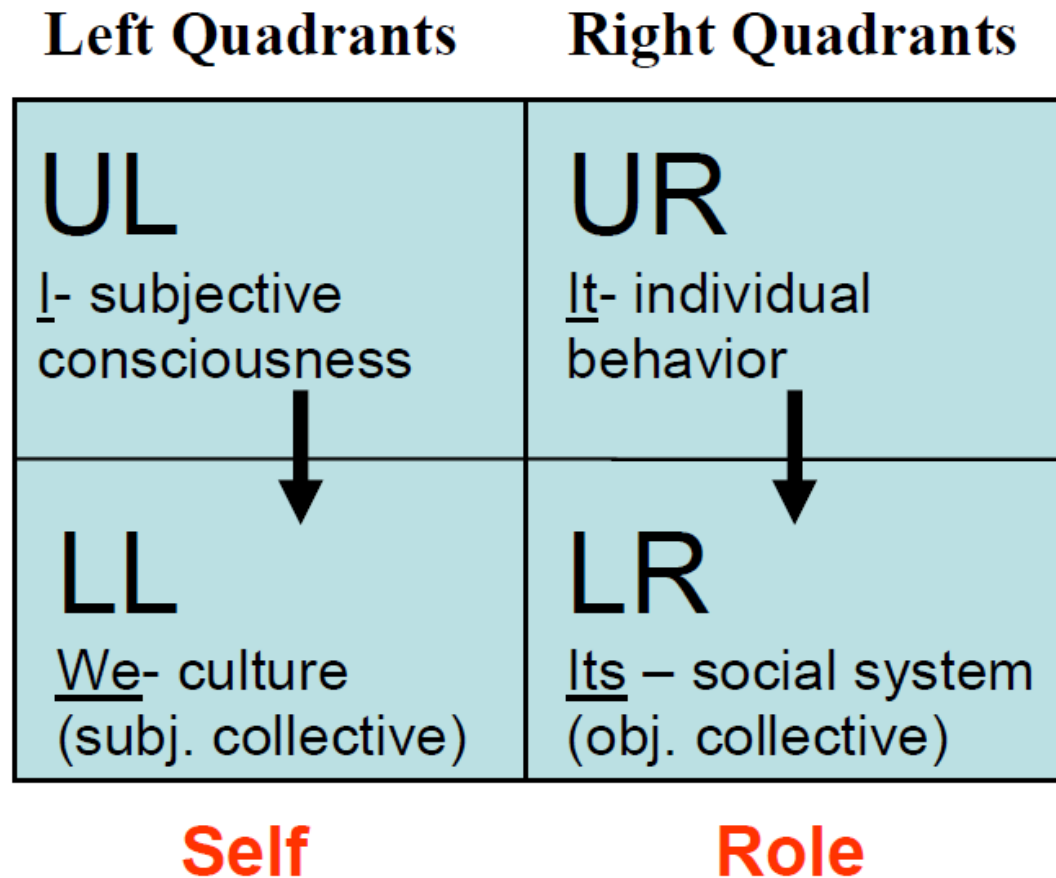 Left Quadrants
Right Quadrants
UL
I- subjective
consciousness
UR
It- individual
behavior
LL
We- culture
(subj. collective)
LR
Its – social system
(obj. collective)
Self
Role